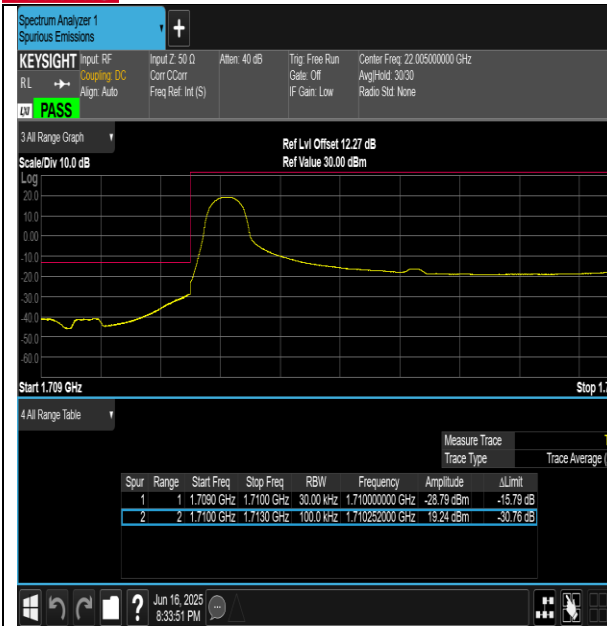 Spectrum Analyzer 1
Spurious Emissions
KEYSIGHT Input: RF Input Z: 50 Ω Atten: 40 dB Trig: Free Run Center Freq: 22.005000000 GHz
RL Coupling: DC Corr CCorr Gate: Off Avg|Hold: 30/30
Align: Auto Freq Ref: Int (S) IF Gain: Low Radio Std: None
LXI PASS
3 All Range Graph
Ref Lvl Offset 12.27 dB
Scale/Div 10.0 dB Ref Value 30.00 dBm
Log
20.0
10.0
0.00
-10.0
-20.0
-30.0
-40.0
-50.0
-60.0
Start 1.709 GHz Stop 1.7
4 All Range Table
Measure Trace
Trace Type Trace Average (
Spur Range Start Freq Stop Freq RBW Frequency Amplitude ΔLimit
1 1 1.7090 GHz 1.7100 GHz 30.00 kHz 1.710000000 GHz -28.79 dBm -15.79 dB
2 2 1.7100 GHz 1.7130 GHz 100.0 kHz 1.710252000 GHz 19.24 dBm -30.76 dB
? Jun 16, 2025
8:33:51 PM